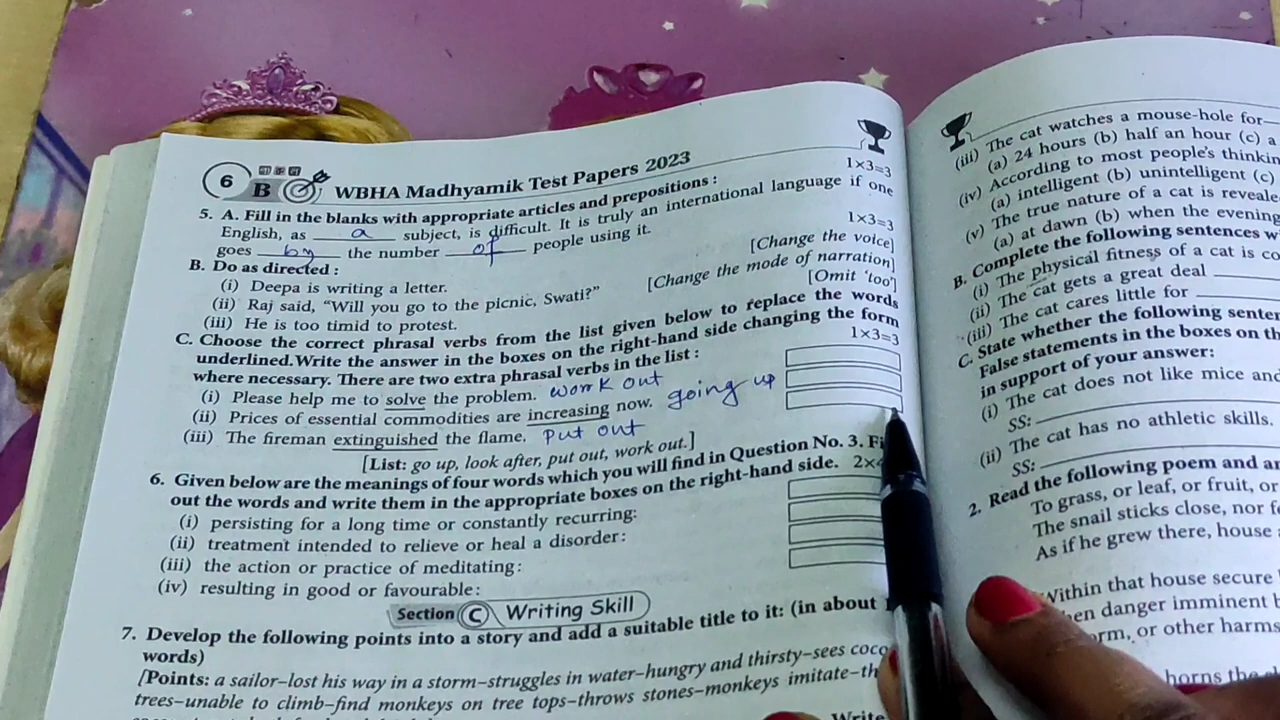 6 B WBHA Madhyamik Test Papers 2023
5. A. Fill in the blanks with appropriate articles and prepositions : 1×3=3
English, as a subject, is difficult. It is truly an international language if one
goes by the number of people using it.
B. Do as directed : 1×3=3
(i) Deepa is writing a letter. [Change the voice]
(ii) Raj said, “Will you go to the picnic, Swati?” [Change the mode of narration]
(iii) He is too timid to protest. [Omit ‘too’]
C. Choose the correct phrasal verbs from the list given below to replace the words
underlined.Write the answer in the boxes on the right-hand side changing the form
where necessary. There are two extra phrasal verbs in the list : 1×3=3
(i) Please help me to solve the problem. work out
(ii) Prices of essential commodities are increasing now. going up
(iii) The fireman extinguished the flame. Put out
[List: go up, look after, put out, work out.]
6. Given below are the meanings of four words which you will find in Question No. 3.
out the words and write them in the appropriate boxes on the right-hand side.
(i) persisting for a long time or constantly recurring:
(ii) treatment intended to relieve or heal a disorder:
(iii) the action or practice of meditating:
(iv) resulting in good or favourable:
Section C Writing Skill
7. Develop the following points into a story and add a suitable title to it: (in about
words)
[Points: a sailor–lost his way in a storm–struggles in water–hungry and thirsty–sees coco
trees–unable to climb–find monkeys on tree tops–throws stones–monkeys imitate–th
Write
(iii) The cat watches a mouse-hole for
(a) 24 hours (b) half an hour (c) a
(iv) According to most people's thinkin
(a) intelligent (b) unintelligent (c)
(v) The true nature of a cat is reveale
(a) at dawn (b) when the evening
B. Complete the following sentences w
(i) The physical fitness of a cat is co
(ii) The cat gets a great deal
(iii) The cat cares little for
C. State whether the following senten
False statements in the boxes on th
in support of your answer:
(i) The cat does not like mice and
SS:
(ii) The cat has no athletic skills.
SS:
2. Read the following poem and an
To grass, or leaf, or fruit, or
The snail sticks close, nor f
As if he grew there, house
Within that house secure
danger imminent
or other harms
horns the